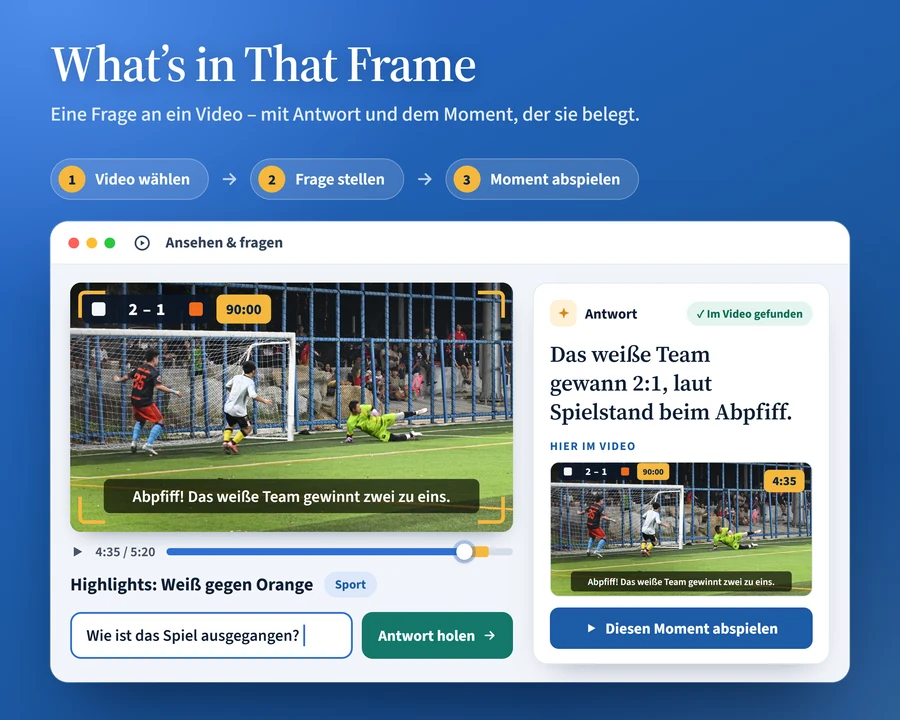 What’s in That Frame
Eine Frage an ein Video – mit Antwort und dem Moment, der sie belegt.
1 Video wählen → 2 Frage stellen → 3 Moment abspielen
Ansehen & fragen
2 – 1 90:00
25
Abpfiff! Das weiße Team gewinnt zwei zu eins.
4:35 / 5:20
Highlights: Weiß gegen Orange Sport
Wie ist das Spiel ausgegangen?
Antwort holen →
Antwort ✓ Im Video gefunden
Das weiße Team
gewann 2:1, laut
Spielstand beim Abpfiff.
HIER IM VIDEO
2 – 1 90:00 4:35
25
Abpfiff! Das weiße Team gewinnt zwei zu eins.
Diesen Moment abspielen